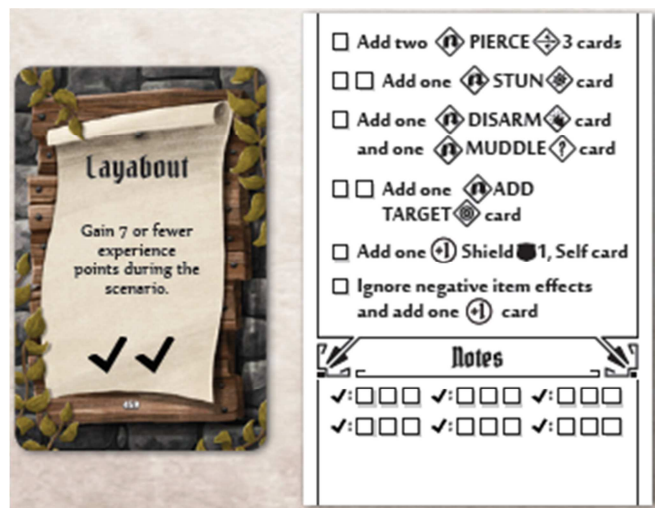 Layabout
Gain 7 or fewer
experience
points during the
scenario.
Add two PIERCE 3 cards
Add one STUN card
Add one DISARM card
and one MUDDLE ? card
Add one ADD
TARGET card
Add one +1 Shield 1, Self card
Ignore negative item effects
and add one +1 card
Notes